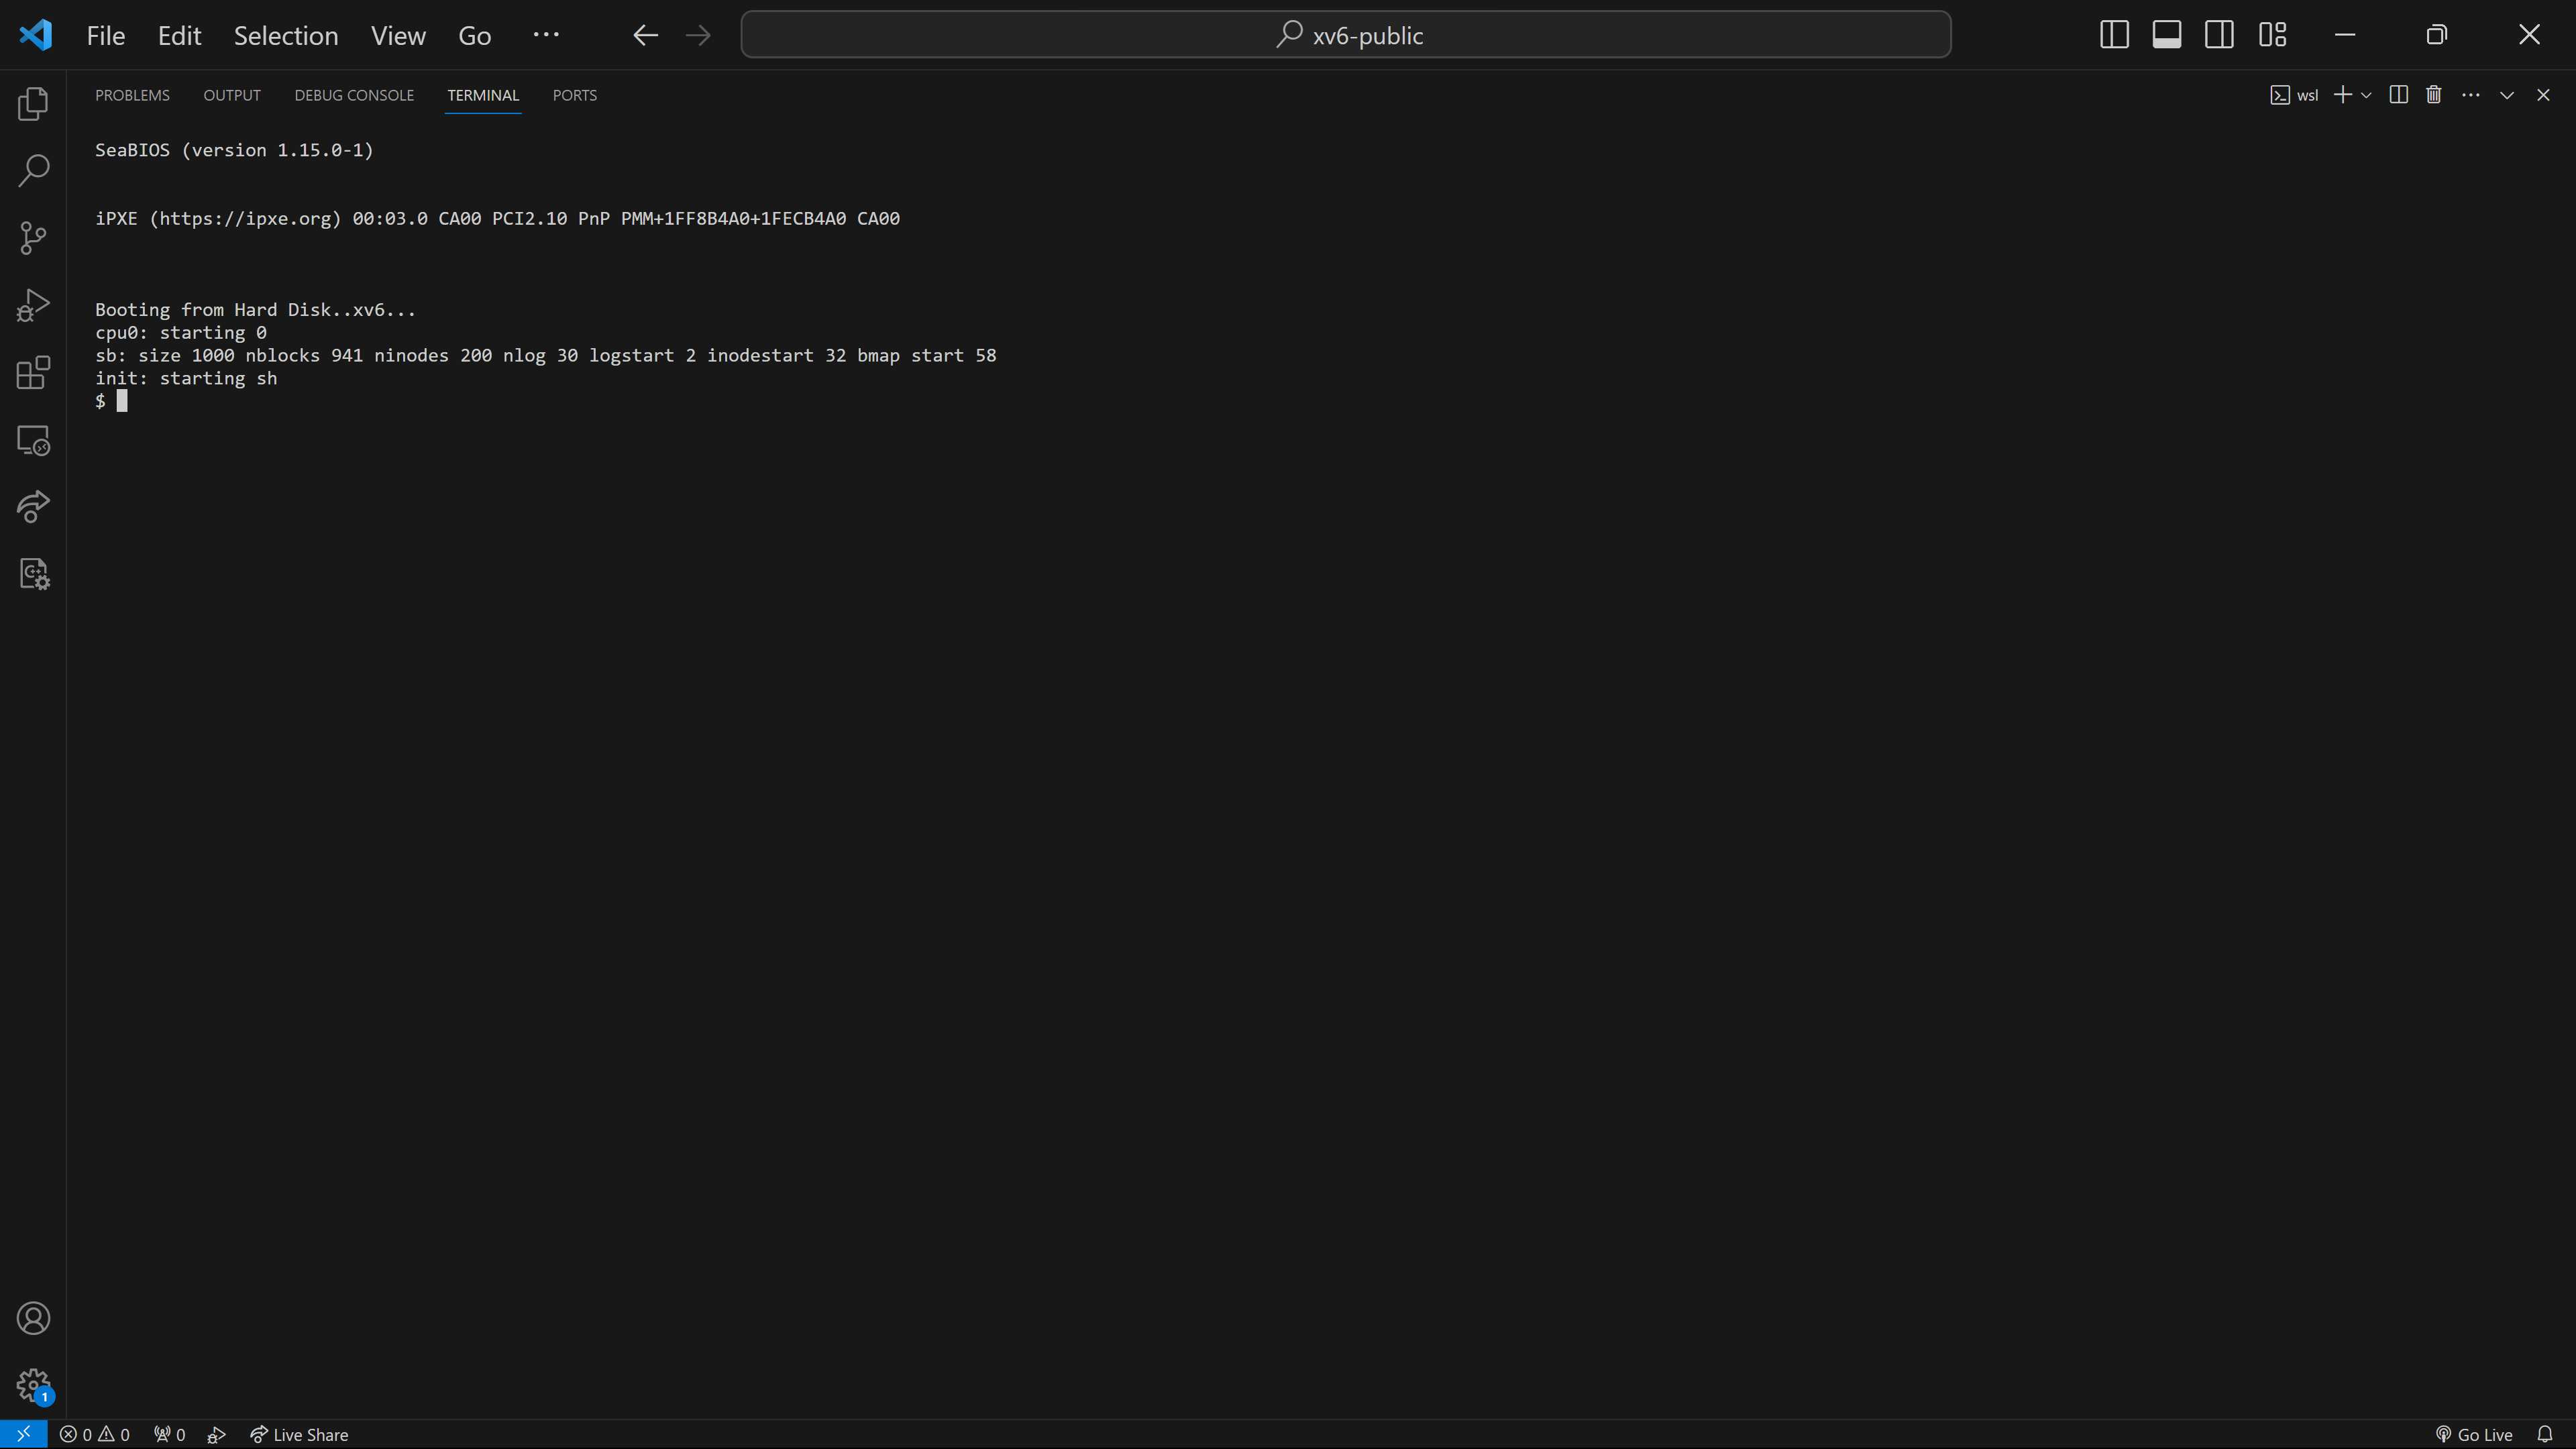 File Edit Selection View Go ··· xv6-public
PROBLEMS OUTPUT DEBUG CONSOLE TERMINAL PORTS wsl
SeaBIOS (version 1.15.0-1)
iPXE (https://ipxe.org) 00:03.0 CA00 PCI2.10 PnP PMM+1FF8B4A0+1FECB4A0 CA00
Booting from Hard Disk..xv6...
cpu0: starting 0
sb: size 1000 nblocks 941 ninodes 200 nlog 30 logstart 2 inodestart 32 bmap start 58
init: starting sh
$
1
0 0 0 Live Share Go Live